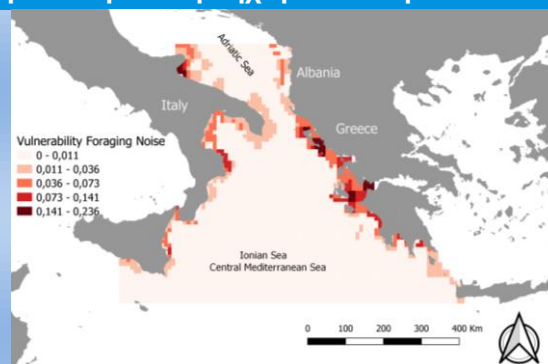 Adriatic Sea
Albania
Italy
Greece
Vulnerability Foraging Noise
0 - 0,011
0,011 - 0,036
0,036 - 0,073
0,073 - 0,141
0,141 - 0,236
Ionian Sea
Central Mediterranean Sea
0 100 200 300 400 Km